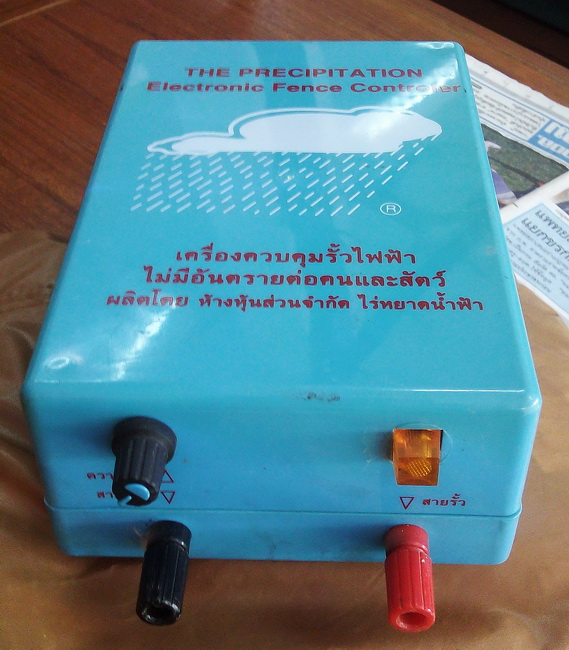 THE PRECIPITATION
Electronic Fence Controller
®
เครื่องควบคุมรั้วไฟฟ้า
ไม่มีอันตรายต่อคนและสัตว์
ผลิตโดย ห้างหุ้นส่วนจำกัด ไร่หยาดน้ำฟ้า
สายรั้ว